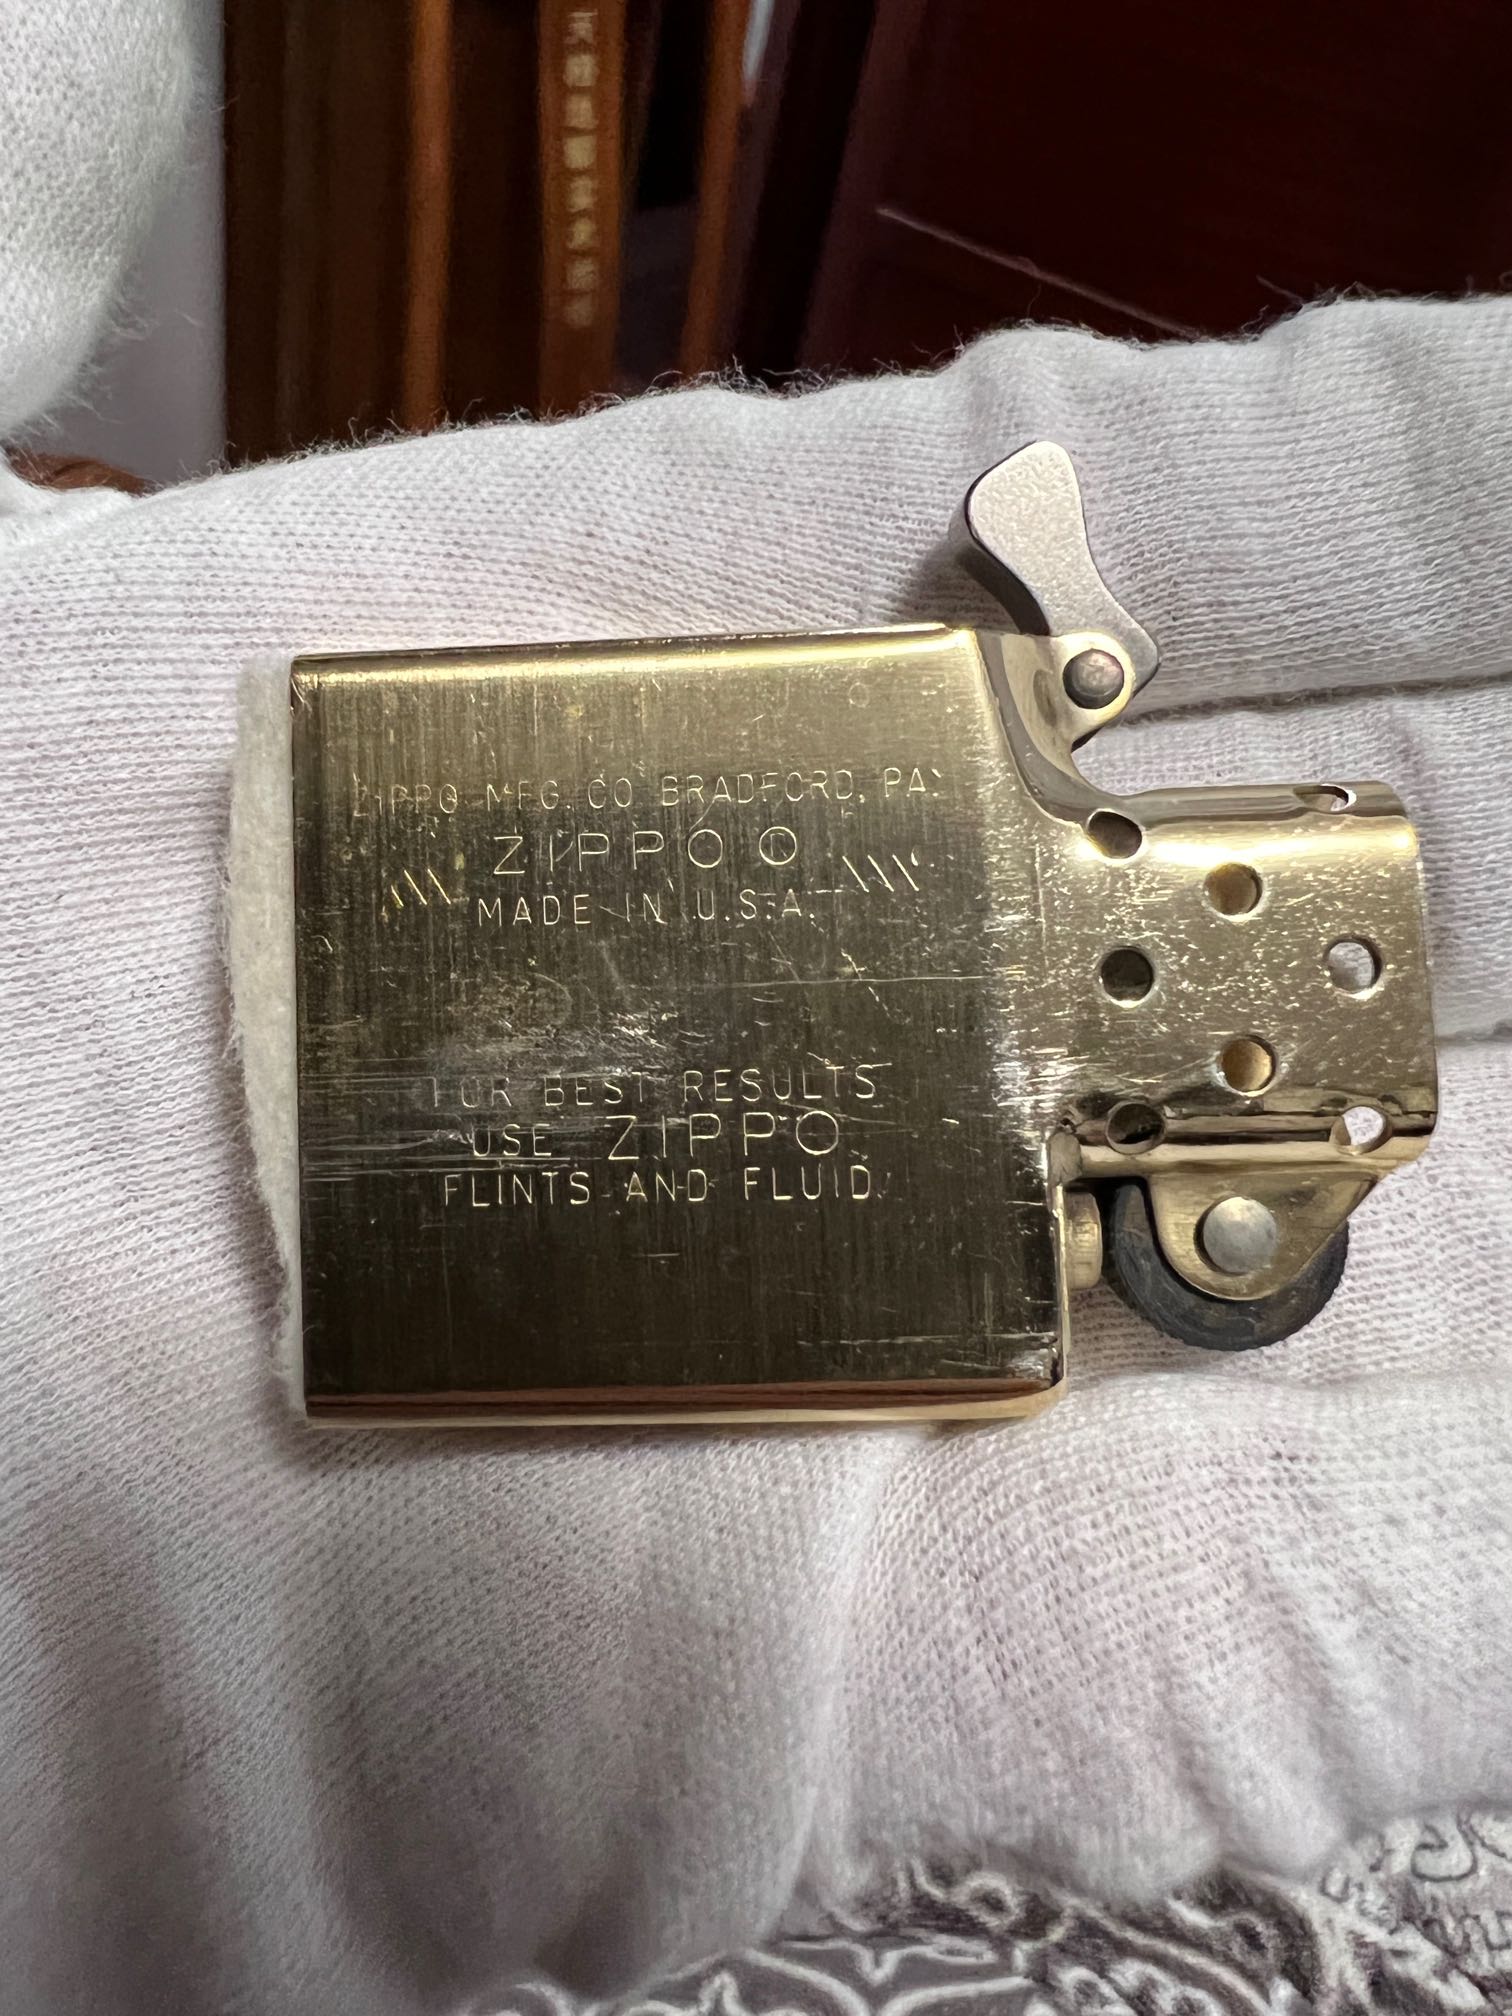 ZIPPO MFG. CO BRADFORD, PA.
ZIPPO ©
\\\\ MADE IN U.S.A. \\\\
FOR BEST RESULTS
USE ZIPPO
FLINTS AND FLUID.